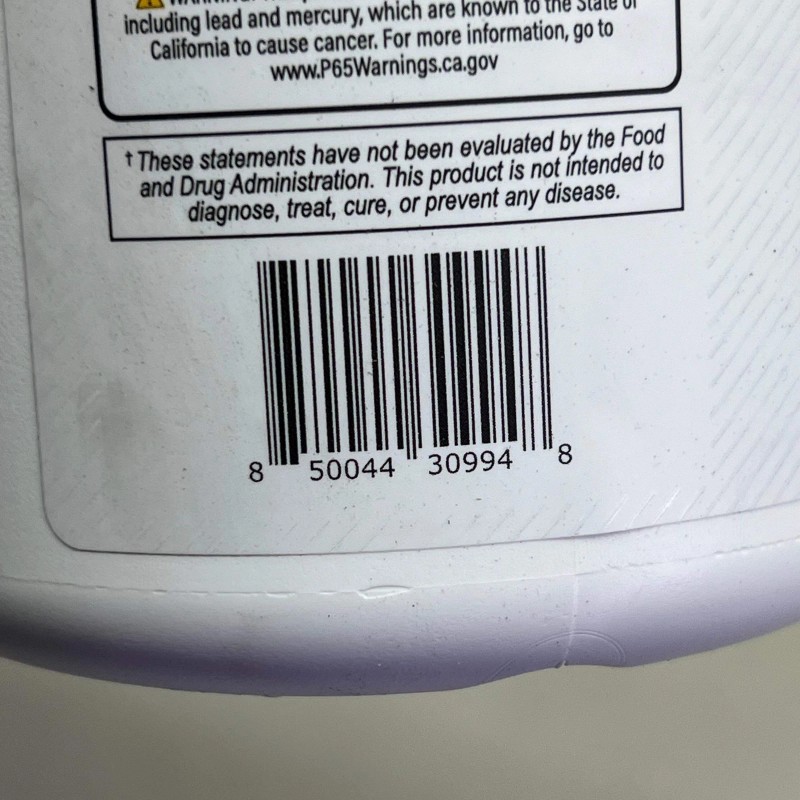 including lead and mercury, which are known to the State of
California to cause cancer. For more information, go to
www.P65Warnings.ca.gov
† These statements have not been evaluated by the Food
and Drug Administration. This product is not intended to
diagnose, treat, cure, or prevent any disease.
8 50044 30994 8